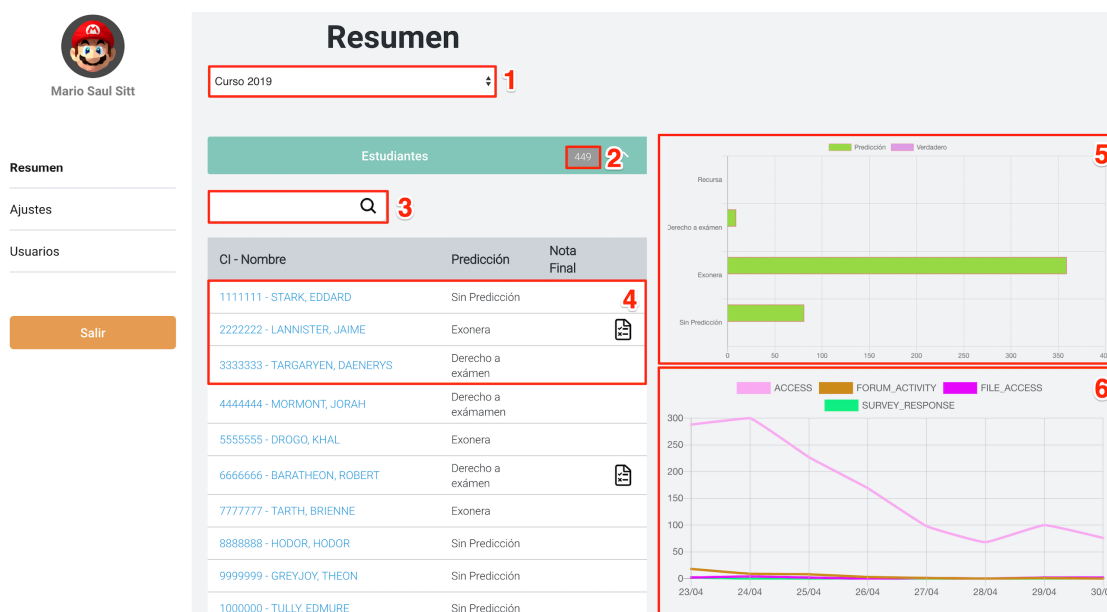 Mario Saul Sitt
Resumen
Ajustes
Usuarios
Salir
Resumen
Curso 2019
1
Estudiantes
449
2
3
CI - Nombre
Predicción
Nota
Final
4
1111111 - STARK, EDDARD
Sin Predicción
2222222 - LANNISTER, JAIME
Exonera
3333333 - TARGARYEN, DAENERYS
Derecho a
exámen
4444444 - MORMONT, JORAH
Derecho a
exámamen
5555555 - DROGO, KHAL
Exonera
6666666 - BARATHEON, ROBERT
Derecho a
exámen
7777777 - TARTH, BRIENNE
Exonera
8888888 - HODOR, HODOR
Sin Predicción
9999999 - GREYJOY, THEON
Sin Predicción
1000000 - TULLY, EDMURE
Sin Predicción
5
Predicción
Verdadero
Recursa
Derecho a exámen
Exonera
Sin Predicción
0 50 100 150 200 250 300 350
6
ACCESS
FORUM_ACTIVITY
FILE_ACCESS
SURVEY_RESPONSE
300
250
200
150
100
50
0
23/04 24/04 25/04 26/04 27/04 28/04 29/04